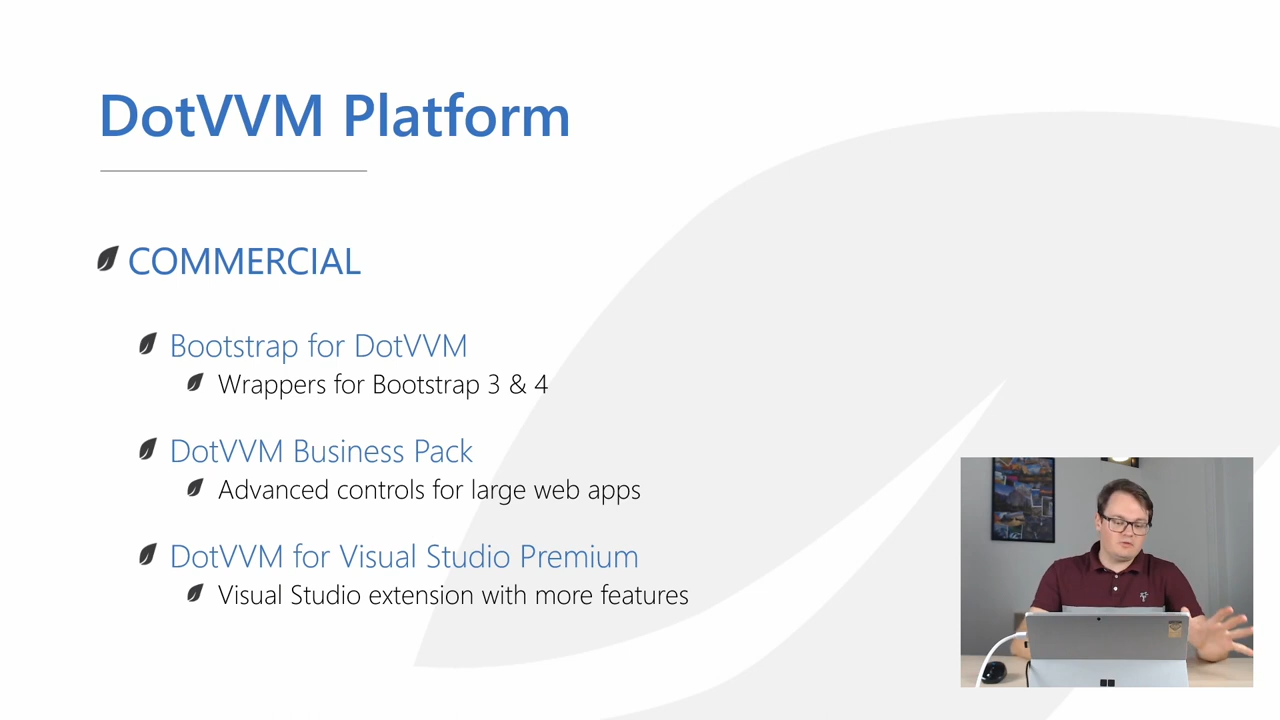 DotVVM Platform
COMMERCIAL
Bootstrap for DotVVM
Wrappers for Bootstrap 3 & 4
DotVVM Business Pack
Advanced controls for large web apps
DotVVM for Visual Studio Premium
Visual Studio extension with more features